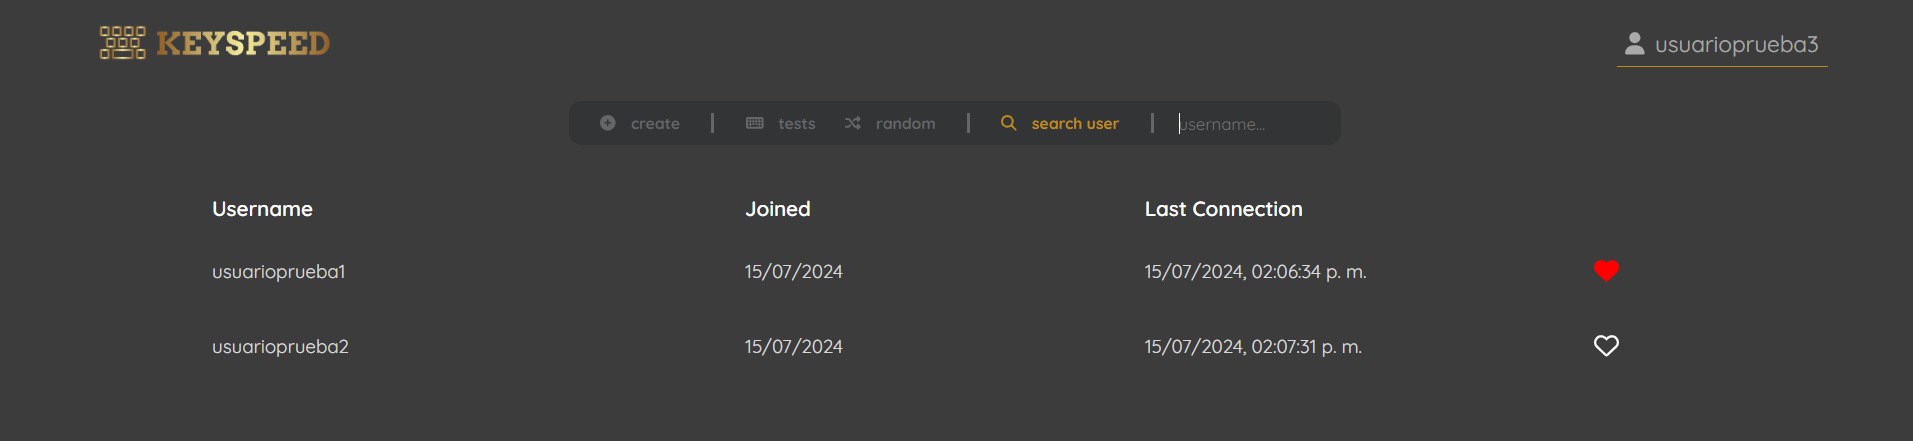 KEYSPEED
usuarioprueba3
create | tests random | search user | username...
Username Joined Last Connection
usuarioprueba1 15/07/2024 15/07/2024, 02:06:34 p. m.
usuarioprueba2 15/07/2024 15/07/2024, 02:07:31 p. m.